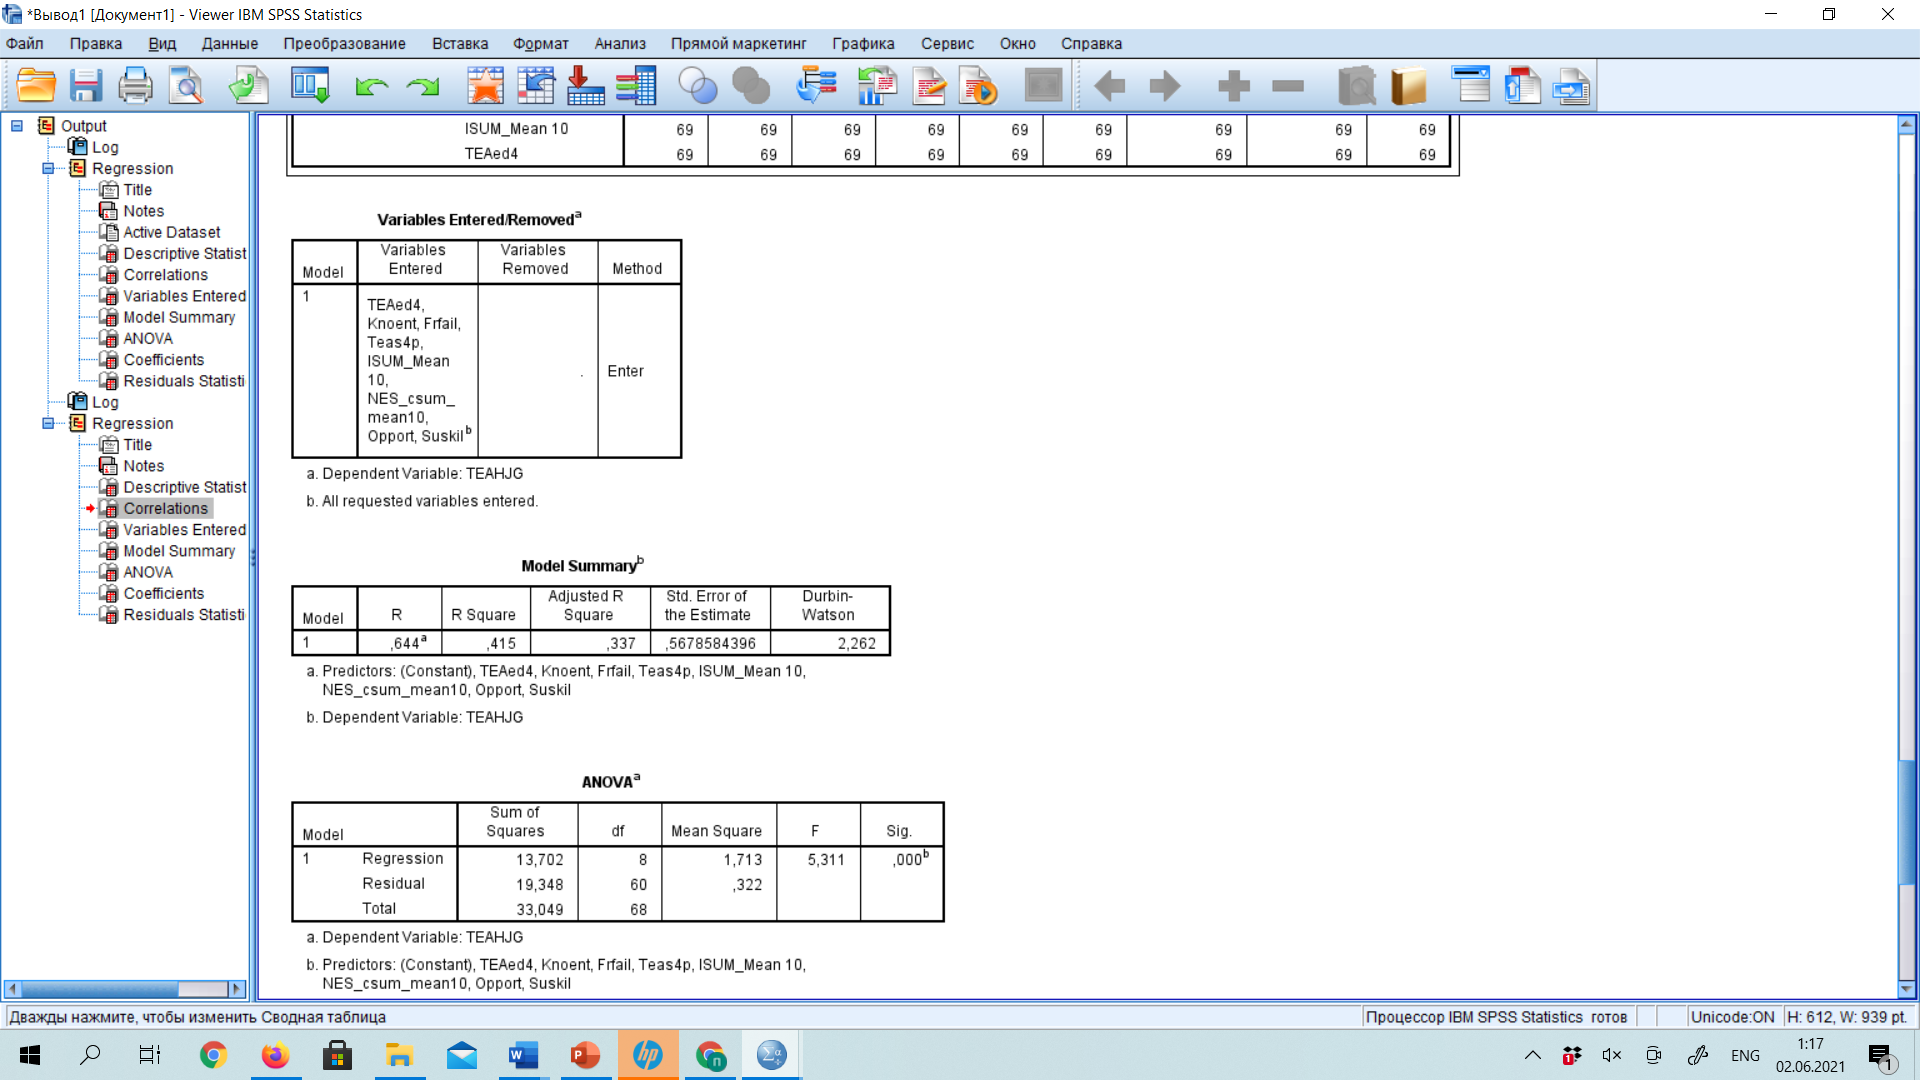 *Вывод1 [Документ1] - Viewer IBM SPSS Statistics
Файл Правка Вид Данные Преобразование Вставка Формат Анализ Прямой маркетинг Графика Сервис Окно Справка
Output
Log
Regression
Title
Notes
Active Dataset
Descriptive Statist
Correlations
Variables Entered
Model Summary
ANOVA
Coefficients
Residuals Statisti
Log
Regression
Title
Notes
Descriptive Statist
Correlations
Variables Entered
Model Summary
ANOVA
Coefficients
Residuals Statisti
ISUM_Mean 10 69 69 69 69 69 69 69 69 69
TEAed4 69 69 69 69 69 69 69 69 69
Variables Entered/Removed a
Model Variables Entered Variables Removed Method
1 TEAed4,
Knoent, Frfail,
Teas4p,
ISUM_Mean
10,
NES_csum_
mean10,
Opport, Suskil b
. Enter
a. Dependent Variable: TEAHJG
b. All requested variables entered.
Model Summary b
Model R R Square Adjusted R Square Std. Error of the Estimate Durbin-Watson
1 ,644 a ,415 ,337 ,5678584396 2,262
a. Predictors: (Constant), TEAed4, Knoent, Frfail, Teas4p, ISUM_Mean 10,
NES_csum_mean10, Opport, Suskil
b. Dependent Variable: TEAHJG
ANOVA a
Model Sum of Squares df Mean Square F Sig.
1 Regression 13,702 8 1,713 5,311 ,000 b
Residual 19,348 60 ,322
Total 33,049 68
a. Dependent Variable: TEAHJG
b. Predictors: (Constant), TEAed4, Knoent, Frfail, Teas4p, ISUM_Mean 10,
NES_csum_mean10, Opport, Suskil
Дважды нажмите, чтобы изменить Сводная таблица
Процессор IBM SPSS Statistics готов Unicode:ON H: 612, W: 939 pt.
ENG
1:17
02.06.2021
1